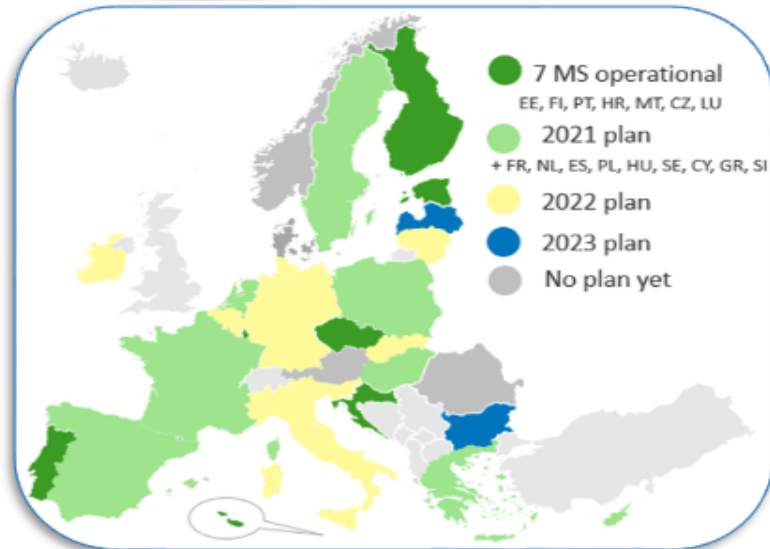 7 MS operational
EE, FI, PT, HR, MT, CZ, LU
2021 plan
+ FR, NL, ES, PL, HU, SE, CY, GR, SI
2022 plan
2023 plan
No plan yet